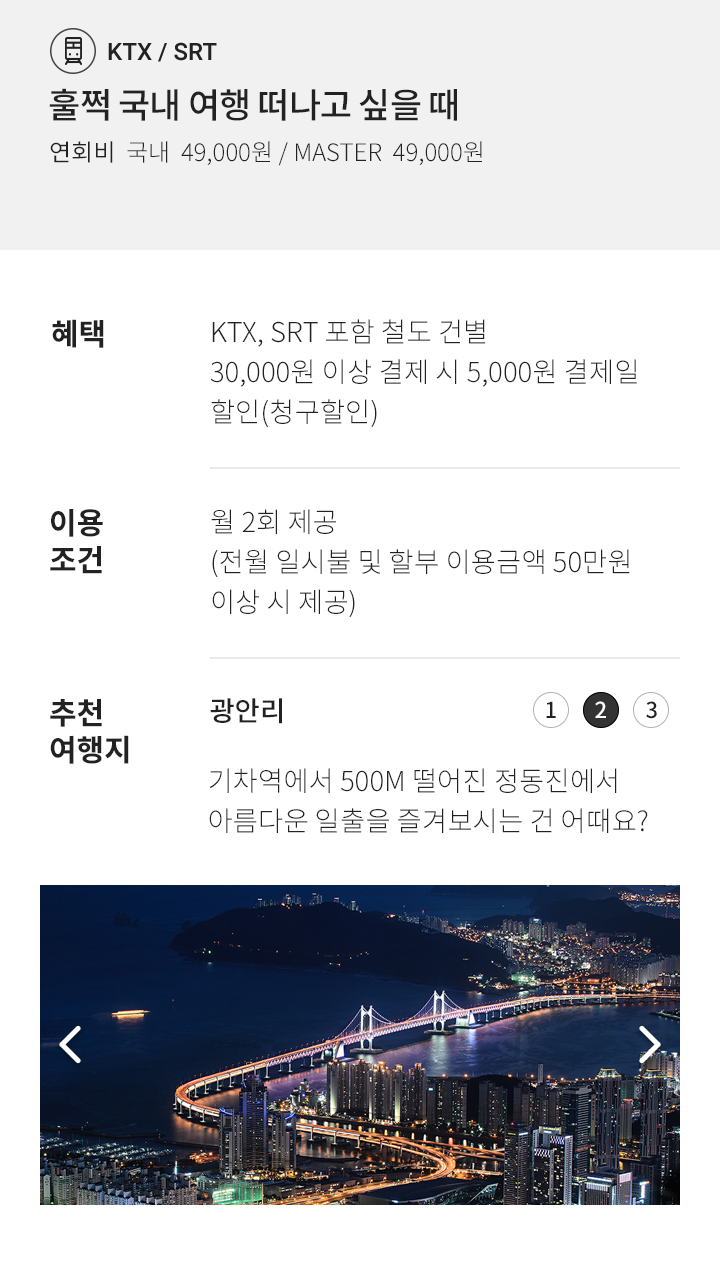 KTX / SRT
훌쩍 국내 여행 떠나고 싶을 때
연회비 국내 49,000원 / MASTER 49,000원
혜택
KTX, SRT 포함 철도 건별
30,000원 이상 결제 시 5,000원 결제일
할인(청구할인)
이용
조건
월 2회 제공
(전월 일시불 및 할부 이용금액 50만원
이상 시 제공)
추천
여행지
광안리
1 2 3
기차역에서 500M 떨어진 정동진에서
아름다운 일출을 즐겨보시는 건 어때요?